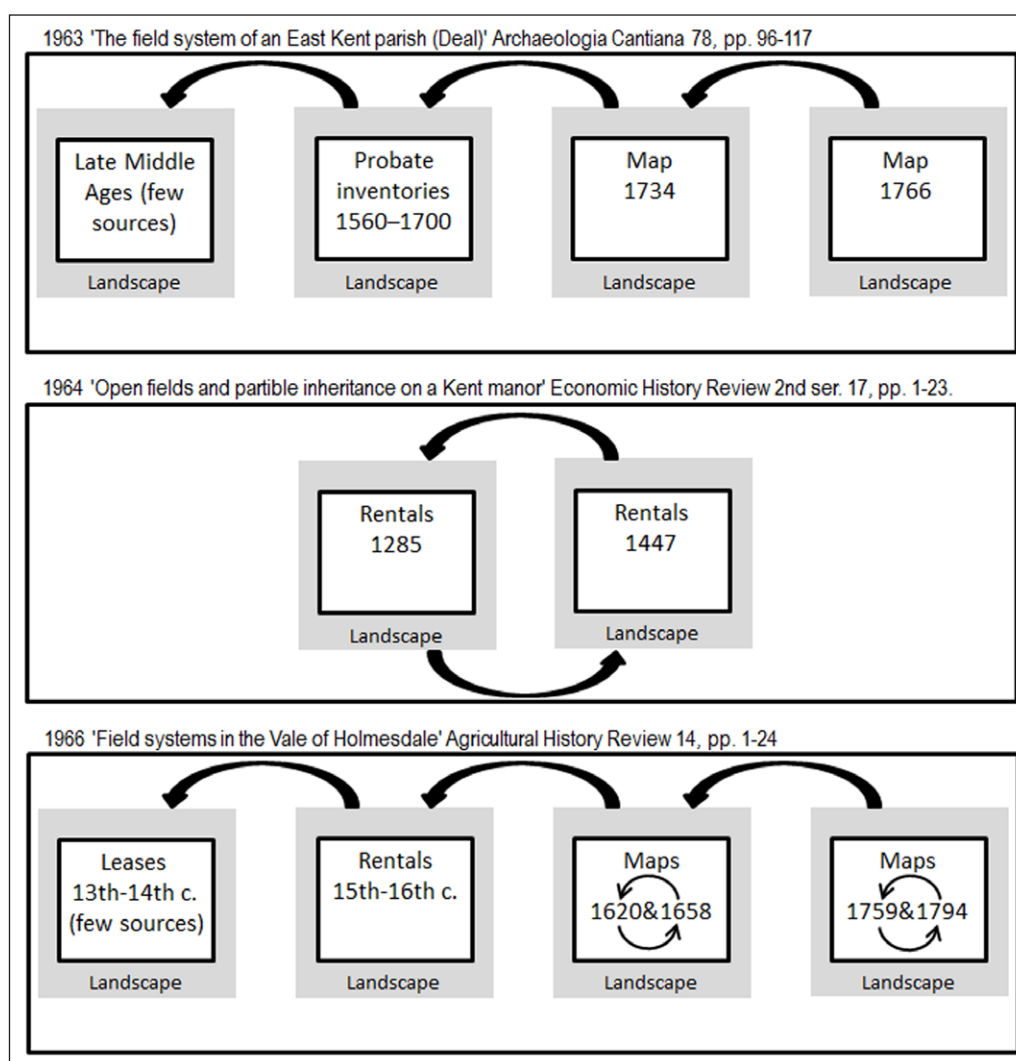 1963 'The field system of an East Kent parish (Deal)' Archaeologia Cantiana 78, pp. 96-117
Late Middle
Ages (few
sources)
Landscape
Probate
inventories
1560–1700
Landscape
Map
1734
Landscape
Map
1766
Landscape
1964 'Open fields and partible inheritance on a Kent manor' Economic History Review 2nd ser. 17, pp. 1-23.
Rentals
1285
Landscape
Rentals
1447
Landscape
1966 'Field systems in the Vale of Holmesdale' Agricultural History Review 14, pp. 1-24
Leases
13th-14th c.
(few sources)
Landscape
Rentals
15th-16th c.
Landscape
Maps
1620&1658
Landscape
Maps
1759&1794
Landscape